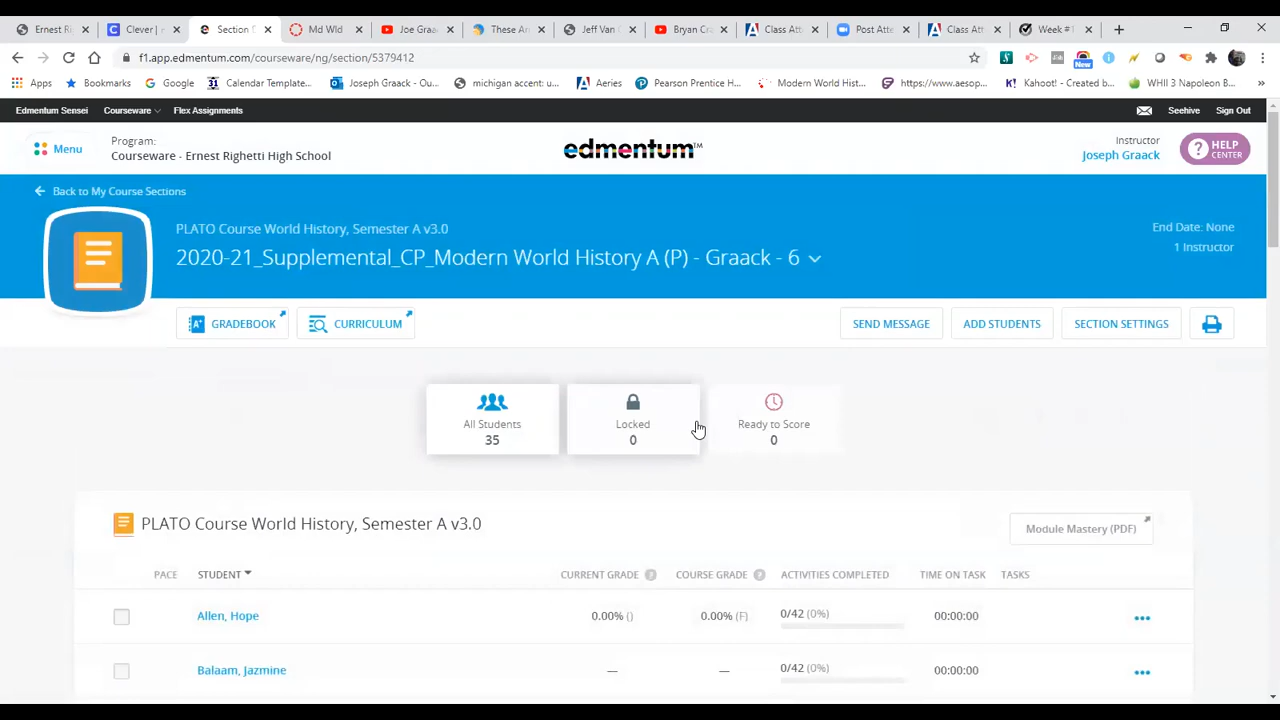 Ernest Ri
Clever | A
Section D
Md Wld
Joe Graa
These Ar
Jeff Van
Bryan Cr
Class Att
Post Atte
Class Att
Week #1
f1.app.edmentum.com/courseware/ng/section/5379412
New
Apps
Bookmarks
Google
31 Calendar Template...
Joseph Graack - Ou...
michigan accent: u...
Aeries
Pearson Prentice H...
Modern World Hist...
https://www.aesop...
K! Kahoot! - Created b...
WHII 3 Napoleon B...
Edmentum Sensei
Courseware
Flex Assignments
Seehive
Sign Out
Menu
Program:
Courseware - Ernest Righetti High School
edmentum™
Instructor
Joseph Graack
? HELP
CENTER
Back to My Course Sections
PLATO Course World History, Semester A v3.0
2020-21_Supplemental_CP_Modern World History A (P) - Graack - 6
End Date: None
1 Instructor
A+ GRADEBOOK
CURRICULUM
SEND MESSAGE
ADD STUDENTS
SECTION SETTINGS
All Students
35
Locked
0
Ready to Score
0
PLATO Course World History, Semester A v3.0
Module Mastery (PDF)
PACE STUDENT CURRENT GRADE ? COURSE GRADE ? ACTIVITIES COMPLETED TIME ON TASK TASKS
Allen, Hope 0.00% () 0.00% (F) 0/42 (0%) 00:00:00
Balaam, Jazmine — — 0/42 (0%) 00:00:00